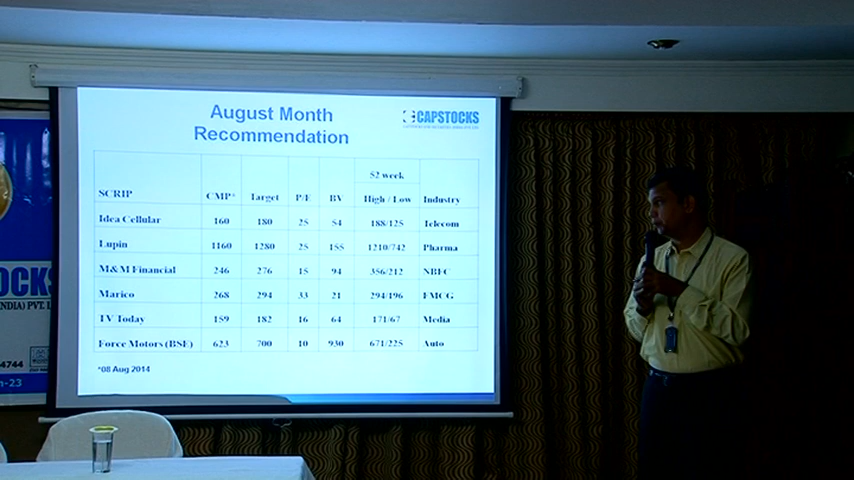 August Month
Recommendation
CAPSTOCKS
SCRIP CMP* Target P/E BV 52 week High / Low Industry
Idea Cellular 160 180 25 54 188/125 Telecom
Lupin 1160 1280 25 155 1210/742 Pharma
M&M Financial 246 276 15 94 356/212 NBFC
Marico 268 294 33 21 294/196 FMCG
TV Today 159 182 16 64 171/67 Media
Force Motors (BSE) 623 700 10 930 671/225 Auto
*08 Aug 2014
OCKS
INDIA) PVT. L
4744
-23